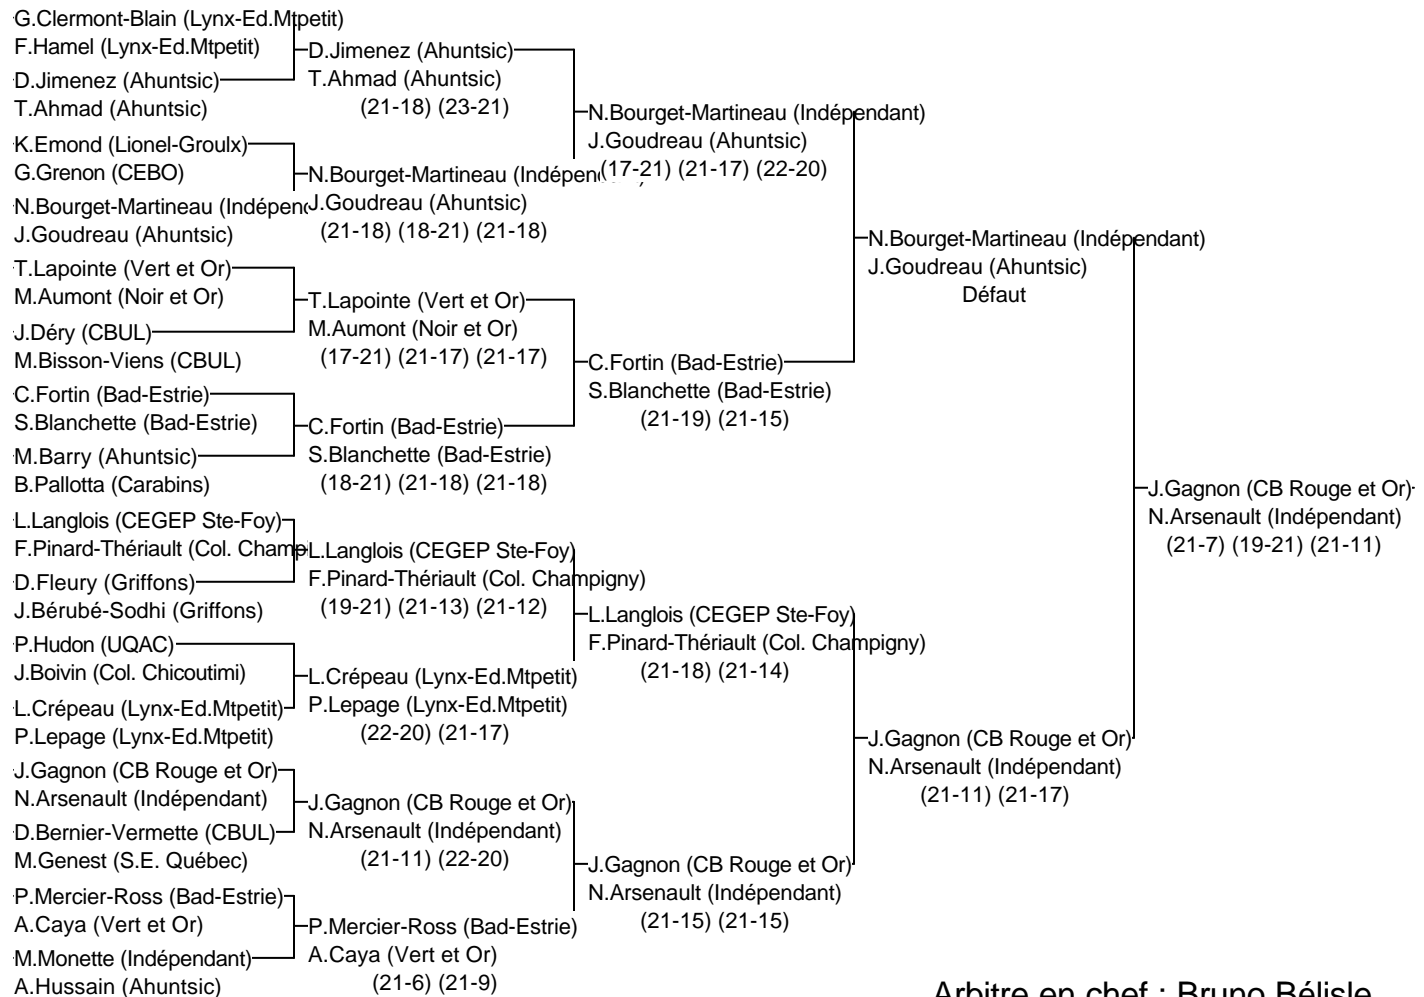 G.Clermont-Blain (Lynx-Ed.Mtpetit)
F.Hamel (Lynx-Ed.Mtpetit)
D.Jimenez (Ahuntsic)
T.Ahmad (Ahuntsic)
K.Emond (Lionel-Groulx)
G.Grenon (CEBO)
N.Bourget-Martineau
J.Goudreau (Ahuntsic)
T.Lapointe (Vert et Or)
M.Aumont (Noir et Or)
J.Déry (CBUL)
M.Bisson-Viens (CBUL)
C.Fortin (Bad-Estrie)
S.Blanchette (Bad-Estrie)
M.Barry (Ahuntsic)
B.Pallotta (Carabins)
L.Langlois (CEGEP Ste-Foy)
F.Pinard-Thériault (Col.
D.Fleury (Griffons)
J.Bérubé-Sodhi (Griffons)
P.Hudon (UQAC)
J.Boivin (Col. Chicoutimi)
L.Crépeau (Lynx-Ed.Mtpetit)
P.Lepage (Lynx-Ed.Mtpetit)
J.Gagnon (CB Rouge et Or)
N.Arsenault (Indépendant)
D.Bernier-Vermette (CBUL)
M.Genest (S.E. Québec)
P.Mercier-Ross (Bad-Estrie)
A.Caya (Vert et Or)
M.Monette (Indépendant)
A.Hussain (Ahuntsic)
D.Jimenez (Ahuntsic)
T.Ahmad (Ahuntsic)
(21-18) (23-21)
N.Bourget-Martineau
J.Goudreau (Ahuntsic)
(21-18) (18-21) (21-18)
T.Lapointe (Vert et Or)
M.Aumont (Noir et Or)
(17-21) (21-17) (21-17)
C.Fortin (Bad-Estrie)
S.Blanchette (Bad-Estrie)
(18-21) (21-18) (21-18)
L.Langlois (CEGEP Ste-Foy)
F.Pinard-Thériault (Col. Champigny)
(19-21) (21-13) (21-12)
L.Crépeau (Lynx-Ed.Mtpetit)
P.Lepage (Lynx-Ed.Mtpetit)
(22-20) (21-17)
J.Gagnon (CB Rouge et Or)
N.Arsenault (Indépendant)
(21-11) (22-20)
P.Mercier-Ross (Bad-Estrie)
A.Caya (Vert et Or)
(21-6) (21-9)
N.Bourget-Martineau (Indépendant)
J.Goudreau (Ahuntsic)
(17-21) (21-17) (22-20)
C.Fortin (Bad-Estrie)
S.Blanchette (Bad-Estrie)
(21-19) (21-15)
L.Langlois (CEGEP Ste-Foy)
F.Pinard-Thériault (Col. Champigny)
(21-18) (21-14)
J.Gagnon (CB Rouge et Or)
N.Arsenault (Indépendant)
(21-15) (21-15)
N.Bourget-Martineau (Indépendant)
J.Goudreau (Ahuntsic)
Défaut
J.Gagnon (CB Rouge et Or)
N.Arsenault (Indépendant)
(21-11) (21-17)
J.Gagnon (CB Rouge et Or)
N.Arsenault (Indépendant)
(21-7) (19-21) (21-11)
Arbitre en chef : Bruno Bélisle